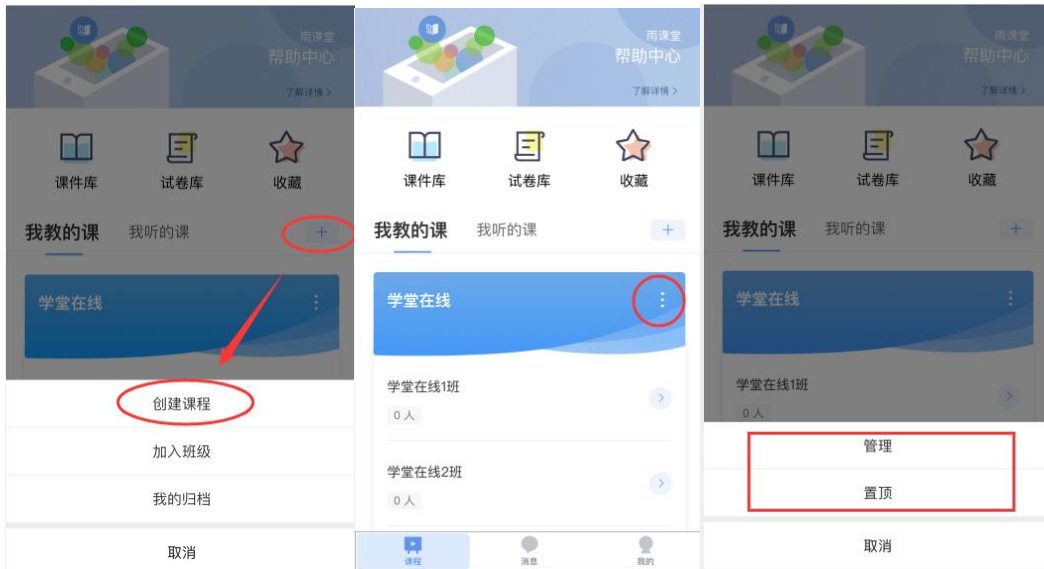 雨课堂
帮助中心
了解详情 >
课件库
试卷库
收藏
我教的课
我听的课
+
学堂在线
创建课程
加入班级
我的归档
取消
雨课堂
帮助中心
了解详情 >
课件库
试卷库
收藏
我教的课
我听的课
+
学堂在线
学堂在线1班
0 人
学堂在线2班
0 人
课程
消息
我的
雨课堂
帮助中心
了解详情 >
课件库
试卷库
收藏
我教的课
我听的课
+
学堂在线
学堂在线1班
0 人
管理
置顶
取消